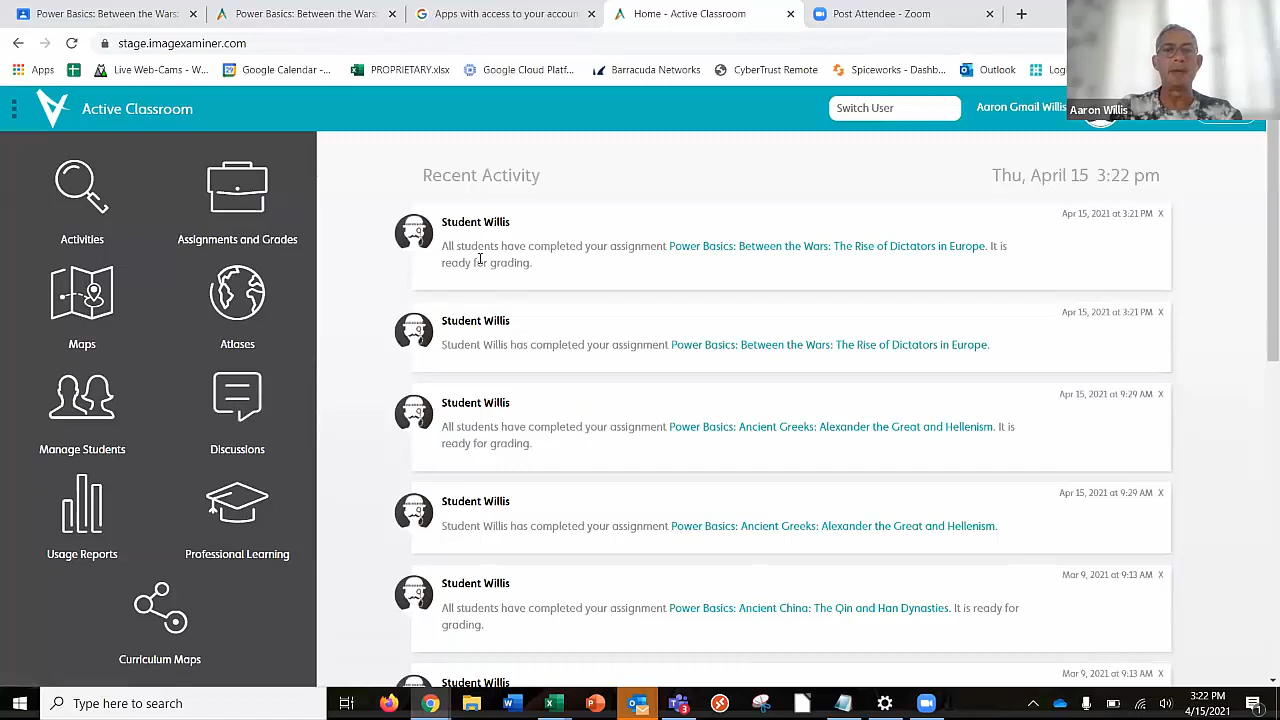 Power Basics: Between the Wars:
Power Basics: Between the Wars:
Apps with access to your accoun
Home - Active Classroom
Post Attendee - Zoom
stage.imagexaminer.com
Apps
Live Web-Cams - W...
Google Calendar -...
PROPRIETARY.xlsx
Google Cloud Platf...
Barracuda Networks
CyberTrap Remote
Spiceworks - Dashb...
Outlook
Active Classroom
Switch User
Aaron Gmail Willis
Aaron Willis
Activities
Assignments and Grades
Maps
Atlases
Manage Students
Discussions
Usage Reports
Professional Learning
Curriculum Maps
Recent Activity
Thu, April 15 3:22 pm
Student Willis
Apr 15, 2021 at 3:21 PM X
All students have completed your assignment Power Basics: Between the Wars: The Rise of Dictators in Europe. It is
ready for grading.
Student Willis
Apr 15, 2021 at 3:21 PM X
Student Willis has completed your assignment Power Basics: Between the Wars: The Rise of Dictators in Europe.
Student Willis
Apr 15, 2021 at 9:29 AM X
All students have completed your assignment Power Basics: Ancient Greeks: Alexander the Great and Hellenism. It is
ready for grading.
Student Willis
Apr 15, 2021 at 9:29 AM X
Student Willis has completed your assignment Power Basics: Ancient Greeks: Alexander the Great and Hellenism.
Student Willis
Mar 9, 2021 at 9:13 AM X
All students have completed your assignment Power Basics: Ancient China: The Qin and Han Dynasties. It is ready for
grading.
Student Willis
Mar 9, 2021 at 9:13 AM X
Type here to search
3:22 PM
4/15/2021